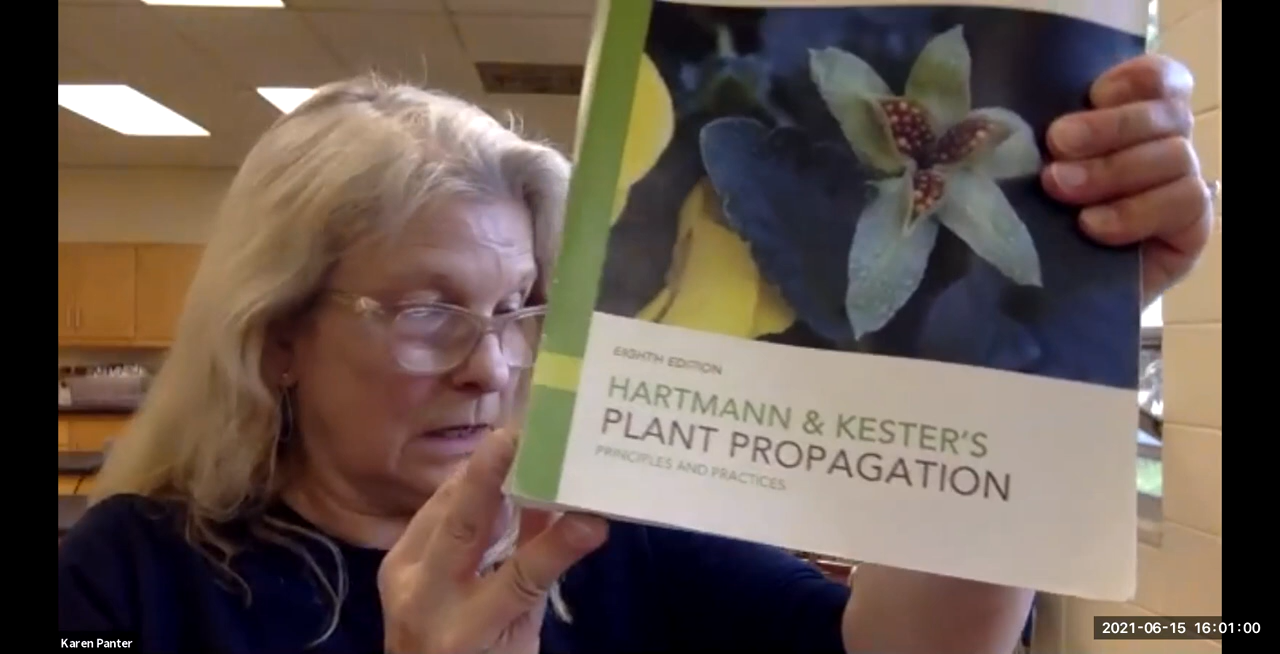 EIGHTH EDITION
HARTMANN & KESTER'S
PLANT PROPAGATION
PRINCIPLES AND PRACTICES
Karen Panter
2021-06-15 16:01:00